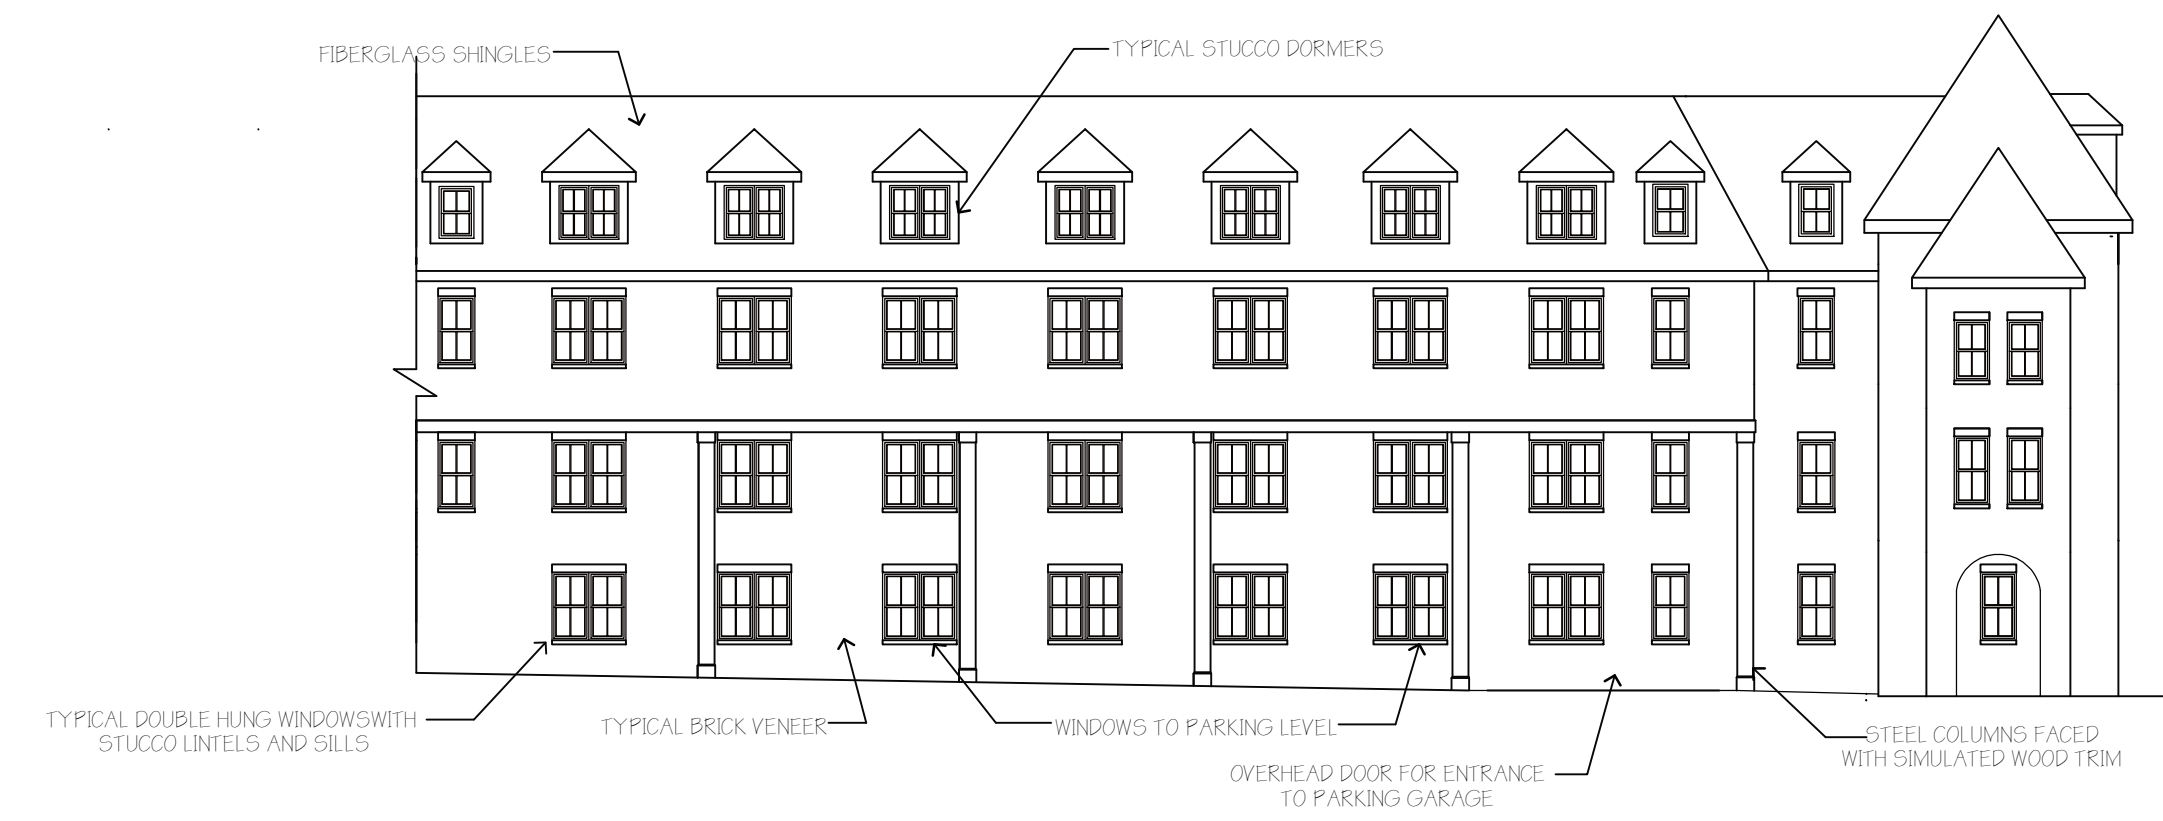 FIBERGLASS SHINGLES
TYPICAL STUCCO DORMERS
TYPICAL DOUBLE HUNG WINDOWSWITH
STUCCO LINTELS AND SILLS
TYPICAL BRICK VENEER
WINDOWS TO PARKING LEVEL
OVERHEAD DOOR FOR ENTRANCE
TO PARKING GARAGE
STEEL COLUMNS FACED
WITH SIMULATED WOOD TRIM